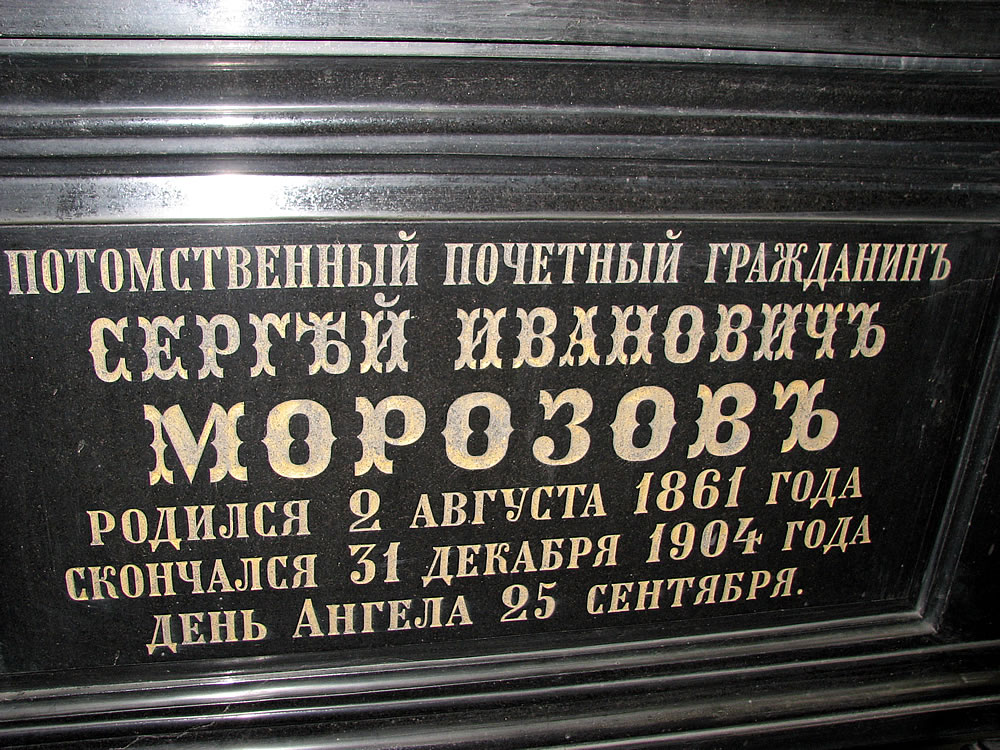 ПОТОМСТВЕННЫЙ ПОЧЕТНЫЙ ГРАЖДАНИНЪ
СЕРГѢЙ ИВАНОВИЧЪ
МОРОЗОВЪ
РОДИЛСЯ 2 АВГУСТА 1861 ГОДА
СКОНЧАЛСЯ 31 ДЕКАБРЯ 1904 ГОДА
ДЕНЬ АНГЕЛА 25 СЕНТЯБРЯ.